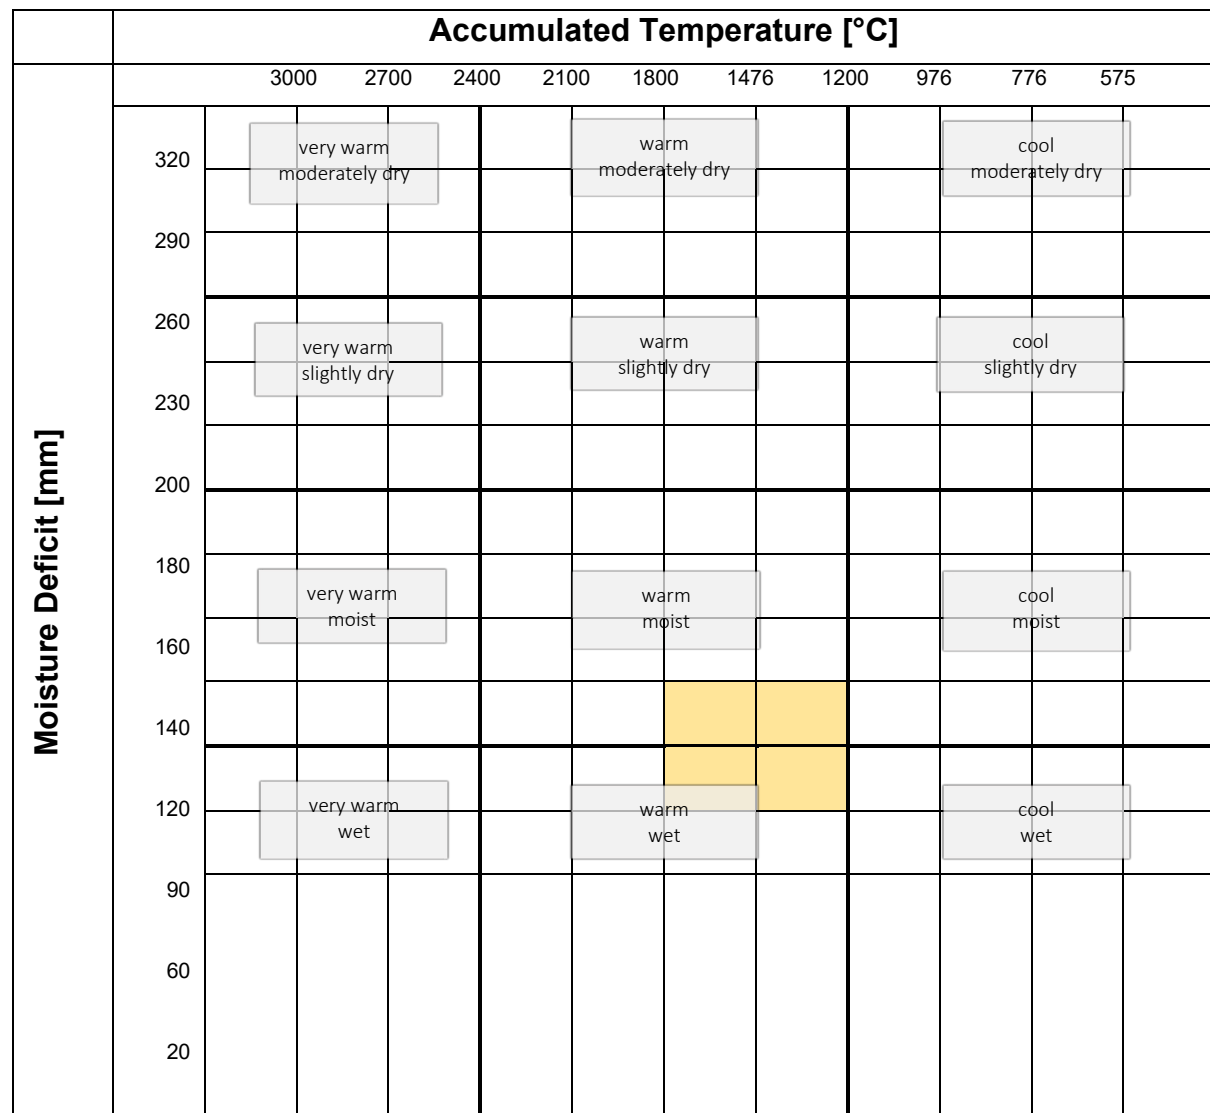 Accumulated Temperature [°C]
3000 2700 2400 2100 1800 1476 1200 976 776 575
Moisture Deficit [mm]
320
very warm
moderately dry
warm
moderately dry
cool
moderately dry
290
260
very warm
slightly dry
warm
slightly dry
cool
slightly dry
230
200
180
very warm
moist
warm
moist
cool
moist
160
140
120
very warm
wet
warm
wet
cool
wet
90
60
20